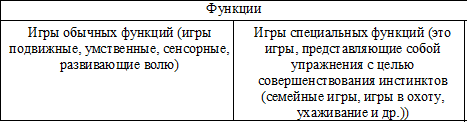 Функции
Игры обычных функций (игры
подвижные, умственные, сенсорные,
развивающие волю)
Игры специальных функций (это
игры, представляющие собой
упражнения с целью
совершенствования инстинктов
(семейные игры, игры в охоту,
ухаживание и др.))